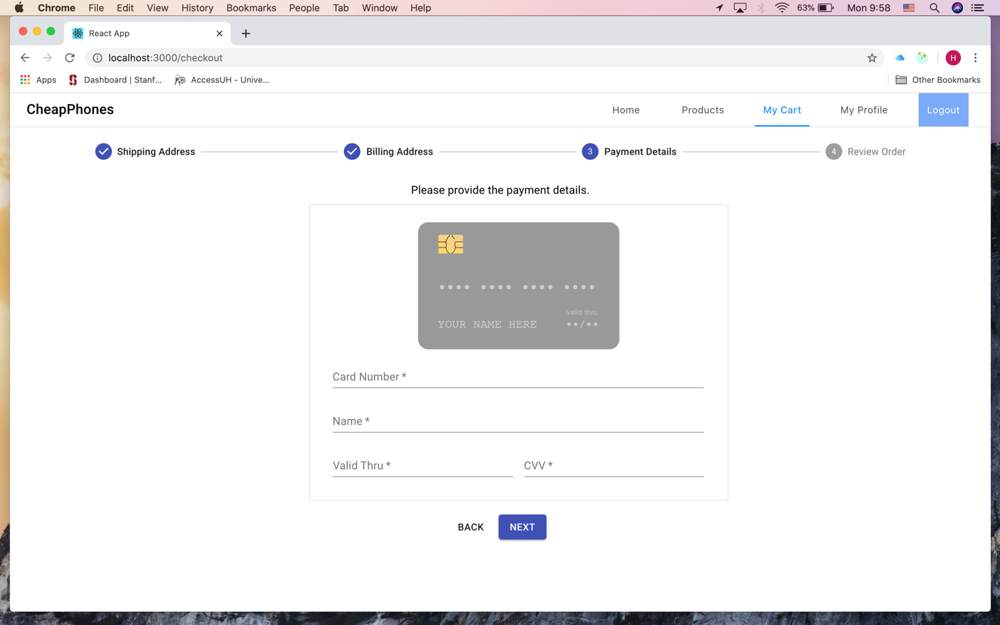 Chrome File Edit View History Bookmarks People Tab Window Help 63% Mon 9:58
React App
localhost:3000/checkout H
Apps Dashboard | Stanf... AccessUH - Unive... Other Bookmarks
CheapPhones Home Products My Cart My Profile Logout
Shipping Address Billing Address 3 Payment Details 4 Review Order
Please provide the payment details.
•••• •••• •••• ••••
valid thru
YOUR NAME HERE ••/••
Card Number *
Name *
Valid Thru * CVV *
BACK NEXT